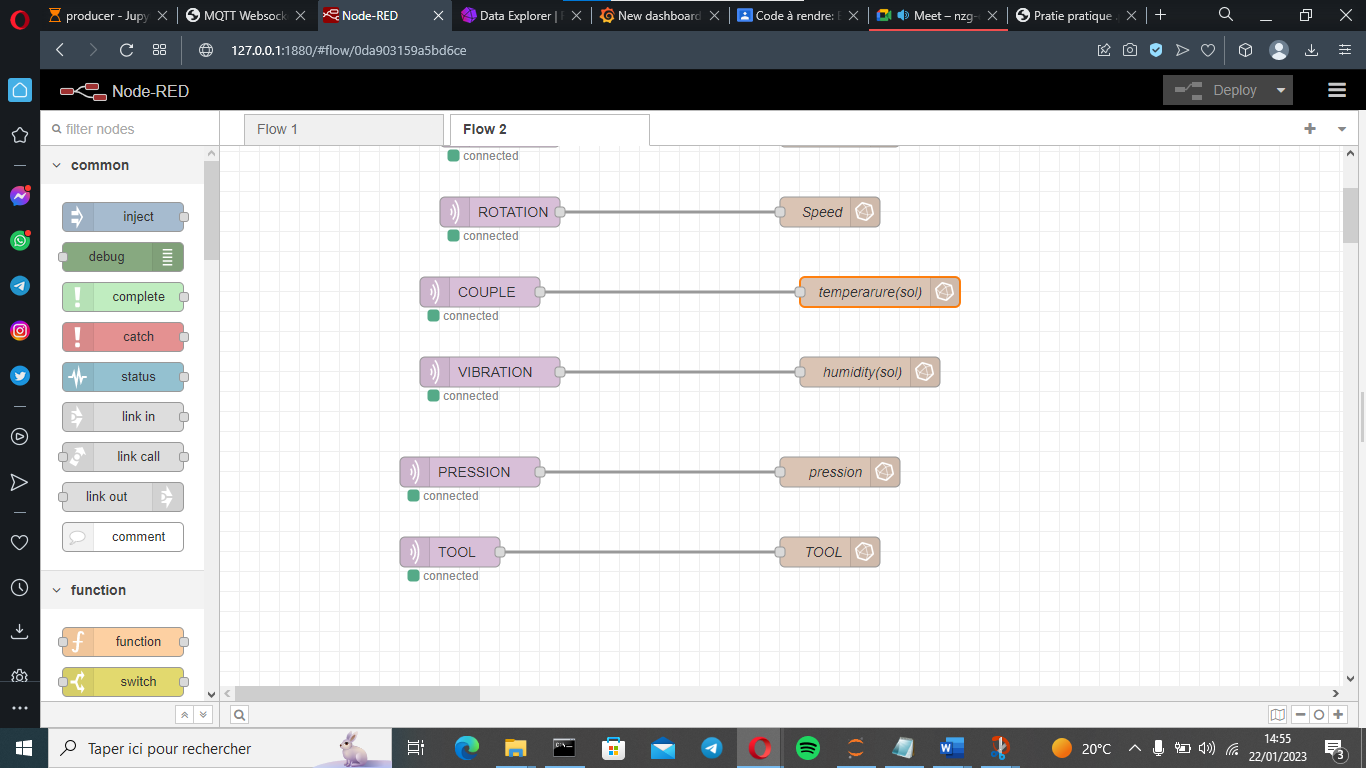 producer - Jupy
MQTT Websock
Node-RED
Data Explorer |
New dashboard
Code à rendre: E
Meet – nzg-
Pratie pratique
127.0.0.1:1880/#flow/0da903159a5bd6ce
Node-RED
Deploy
filter nodes
Flow 1
Flow 2
common
inject
debug
complete
catch
status
link in
link call
link out
comment
function
function
switch
connected
ROTATION
Speed
connected
COUPLE
temperarure(sol)
connected
VIBRATION
humidity(sol)
connected
PRESSION
pression
connected
TOOL
TOOL
connected
Taper ici pour rechercher
20°C
14:55
22/01/2023
3